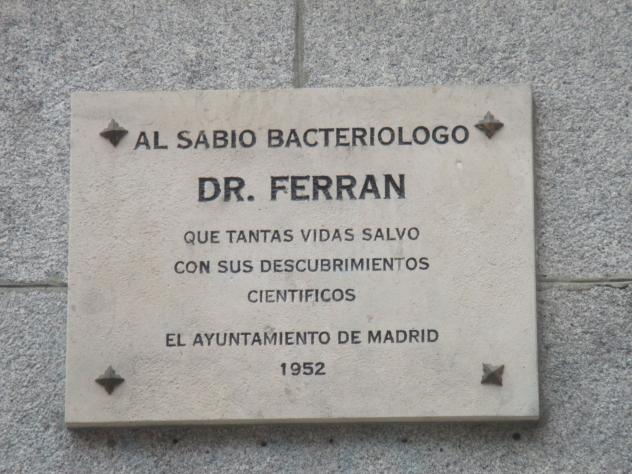 AL SABIO BACTERIOLOGO
DR. FERRAN
QUE TANTAS VIDAS SALVO
CON SUS DESCUBRIMIENTOS
CIENTIFICOS
EL AYUNTAMIENTO DE MADRID
1952